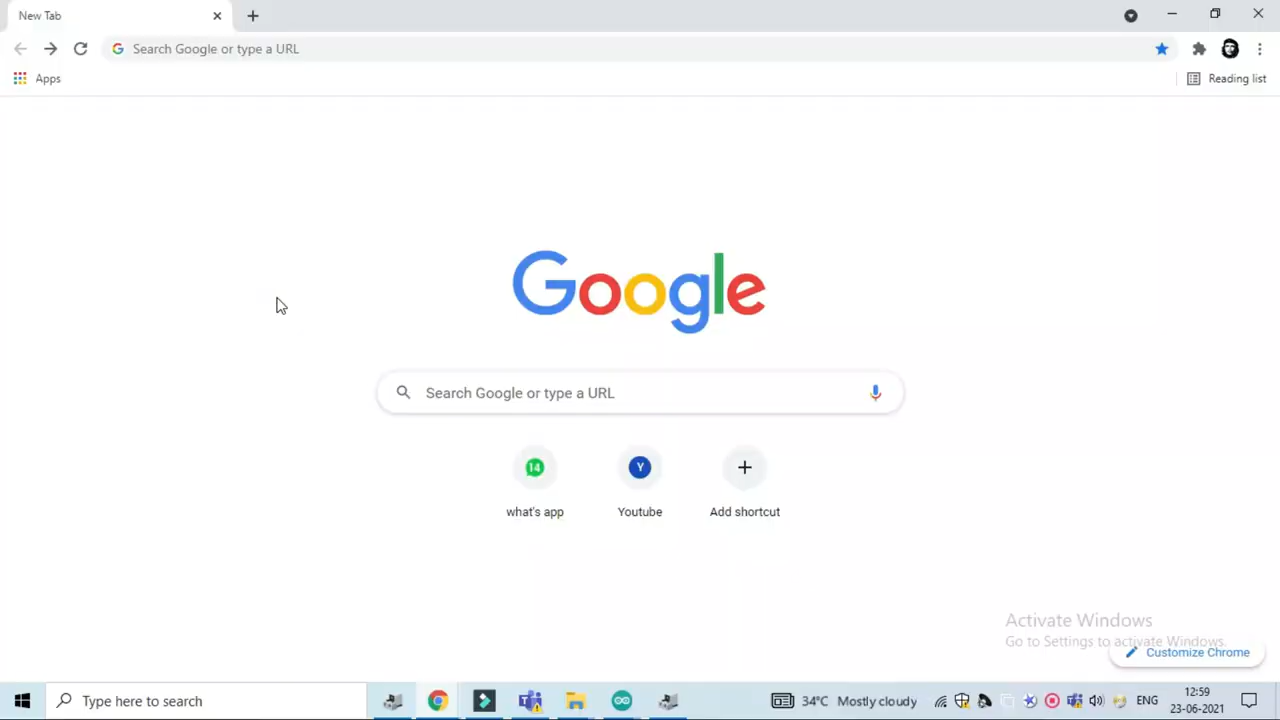 New Tab
Search Google or type a URL
Apps
Reading list
Google
Search Google or type a URL
14
Y
what's app
Youtube
Add shortcut
Activate Windows
Go to Settings to activate Windows.
Customize Chrome
Type here to search
34°C Mostly cloudy
ENG
12:59
23-06-2021